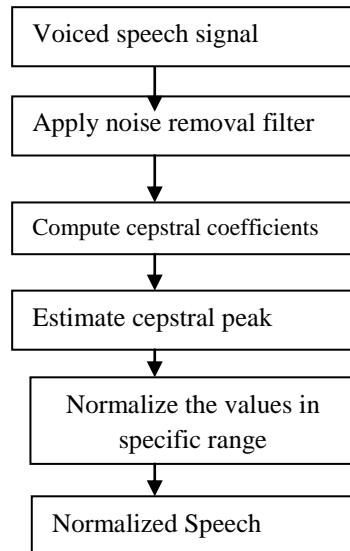 Voiced speech signal
Apply noise removal filter
Compute cepstral coefficients
Estimate cepstral peak
Normalize the values in
specific range
Normalized Speech